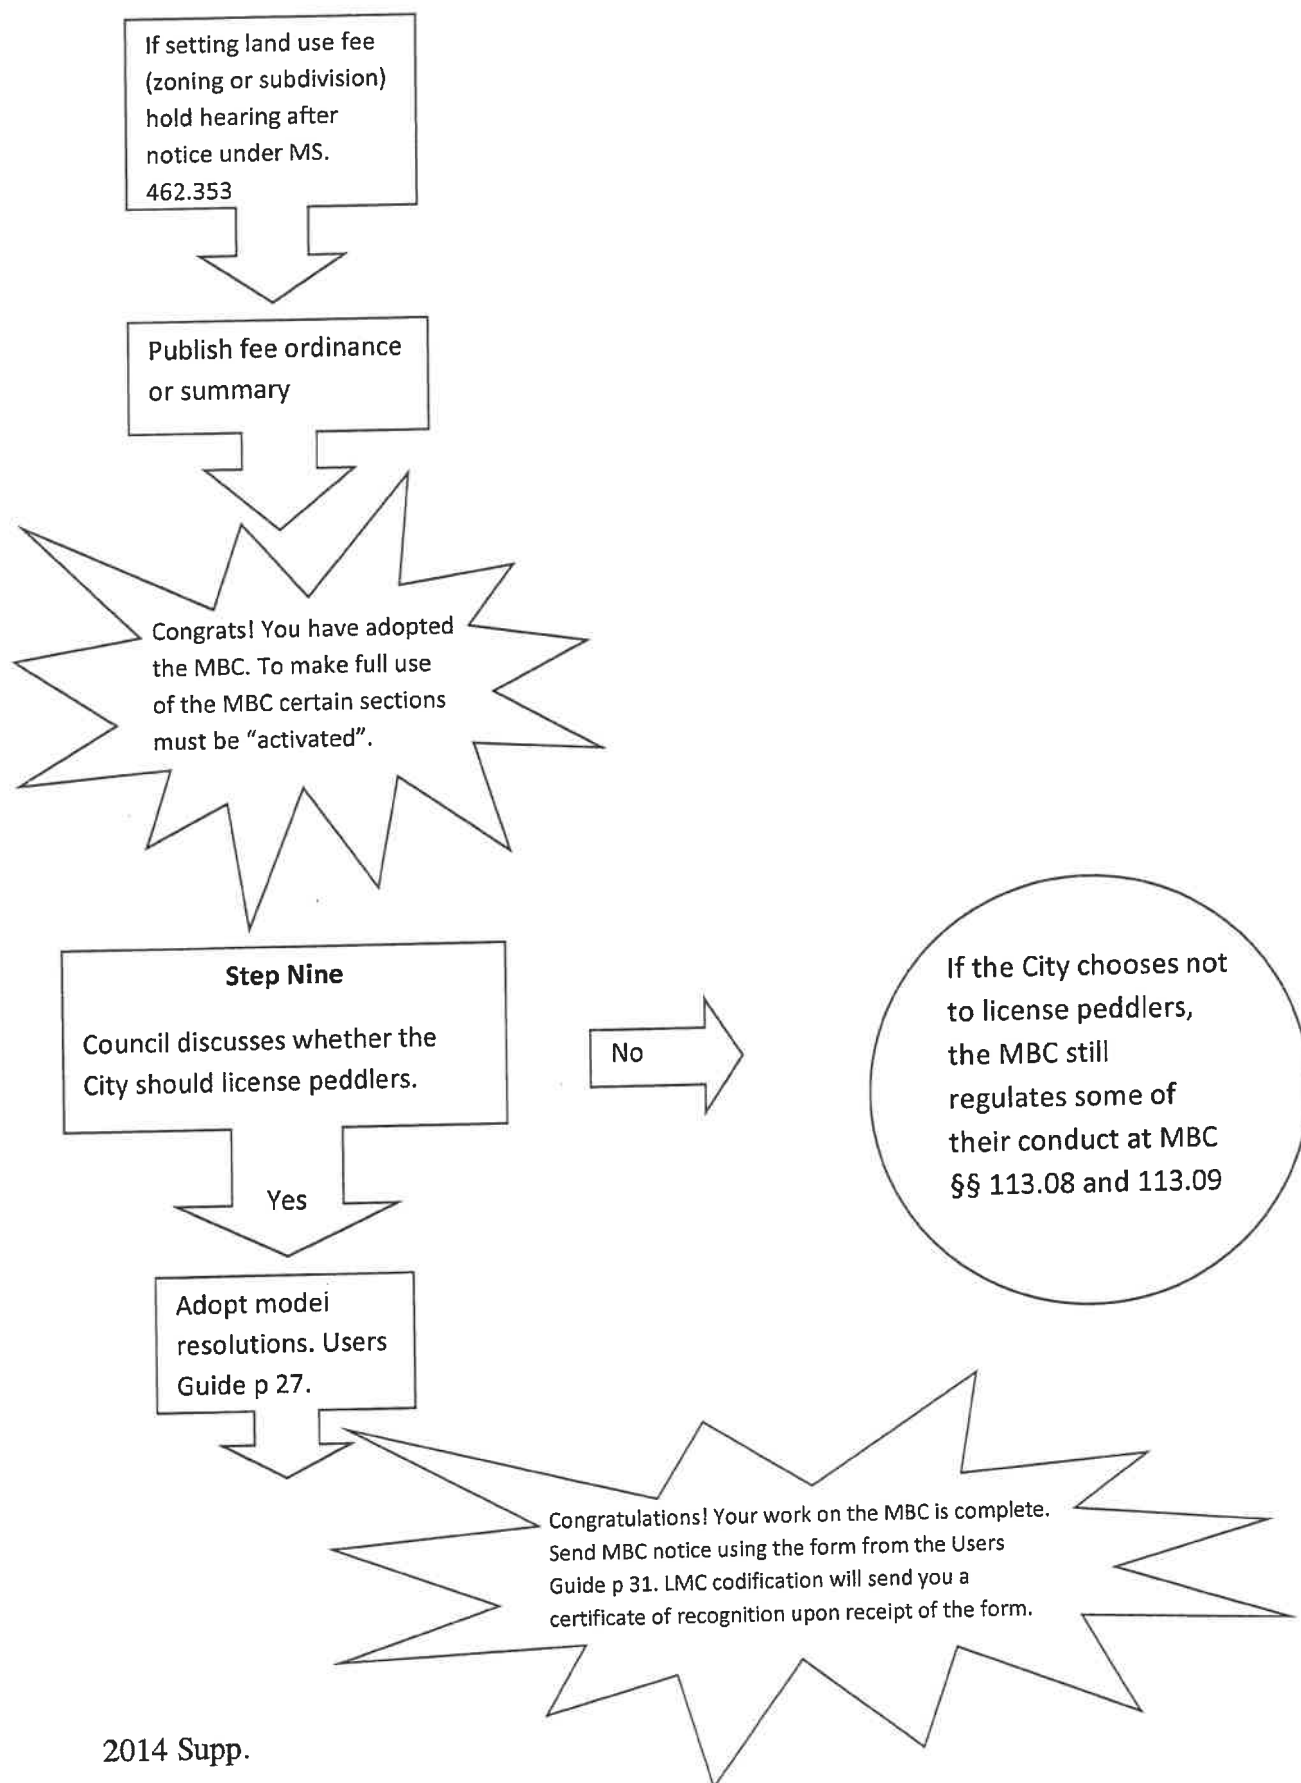 If setting land use fee
(zoning or subdivision)
hold hearing after
notice under MS.
462.353
Publish fee ordinance
or summary
Congrats! You have adopted
the MBC. To make full use
of the MBC certain sections
must be “activated”.
Step Nine
Council discusses whether the
City should license peddlers.
No
If the City chooses not
to license peddlers,
the MBC still
regulates some of
their conduct at MBC
§§ 113.08 and 113.09
Yes
Adopt model
resolutions. Users
Guide p 27.
Congratulations! Your work on the MBC is complete.
Send MBC notice using the form from the Users
Guide p 31. LMC codification will send you a
certificate of recognition upon receipt of the form.
2014 Supp.